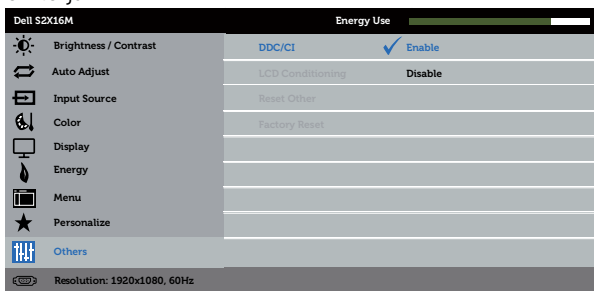 Dell S2X16M Energy Use
Brightness / Contrast DDC/CI Enable
Auto Adjust LCD Conditioning Disable
Input Source Reset Other
Color Factory Reset
Display
Energy
Menu
Personalize
Others
Resolution: 1920x1080, 60Hz